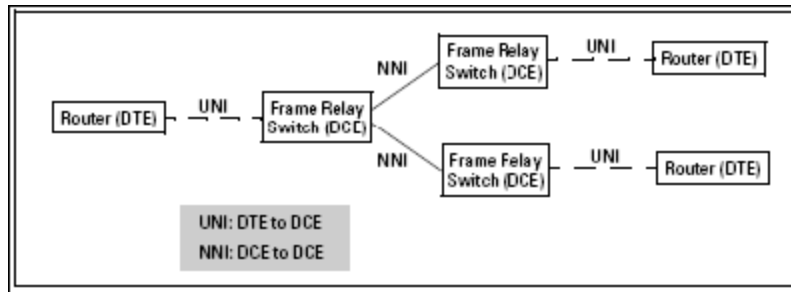 Frame Relay
Switch (DCE)
UNI
Router (DTE)
NNI
Router (DTE)
UNI
Frame Relay
Switch (DCE)
NNI
Frame Felay
Switch (DCE)
UNI
Router (DTE)
UNI: DTE to DCE
NNI: DCE to DCE